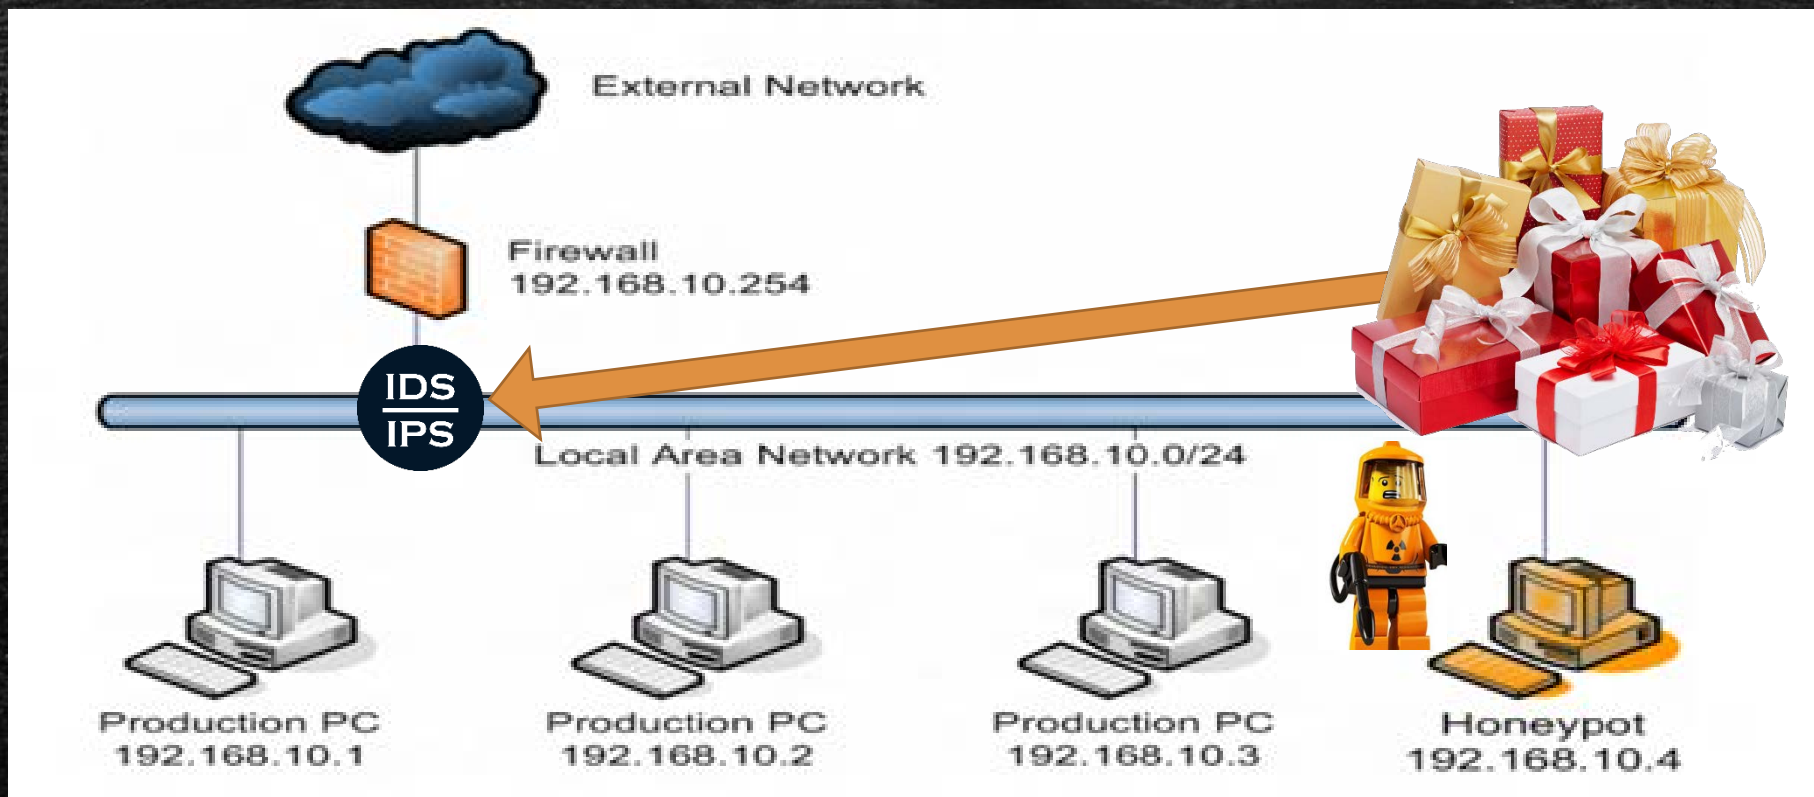 External Network
Firewall
192.168.10.254
IDS
IPS
Local Area Network 192.168.10.0/24
Production PC
192.168.10.1
Production PC
192.168.10.2
Production PC
192.168.10.3
Honeypot
192.168.10.4